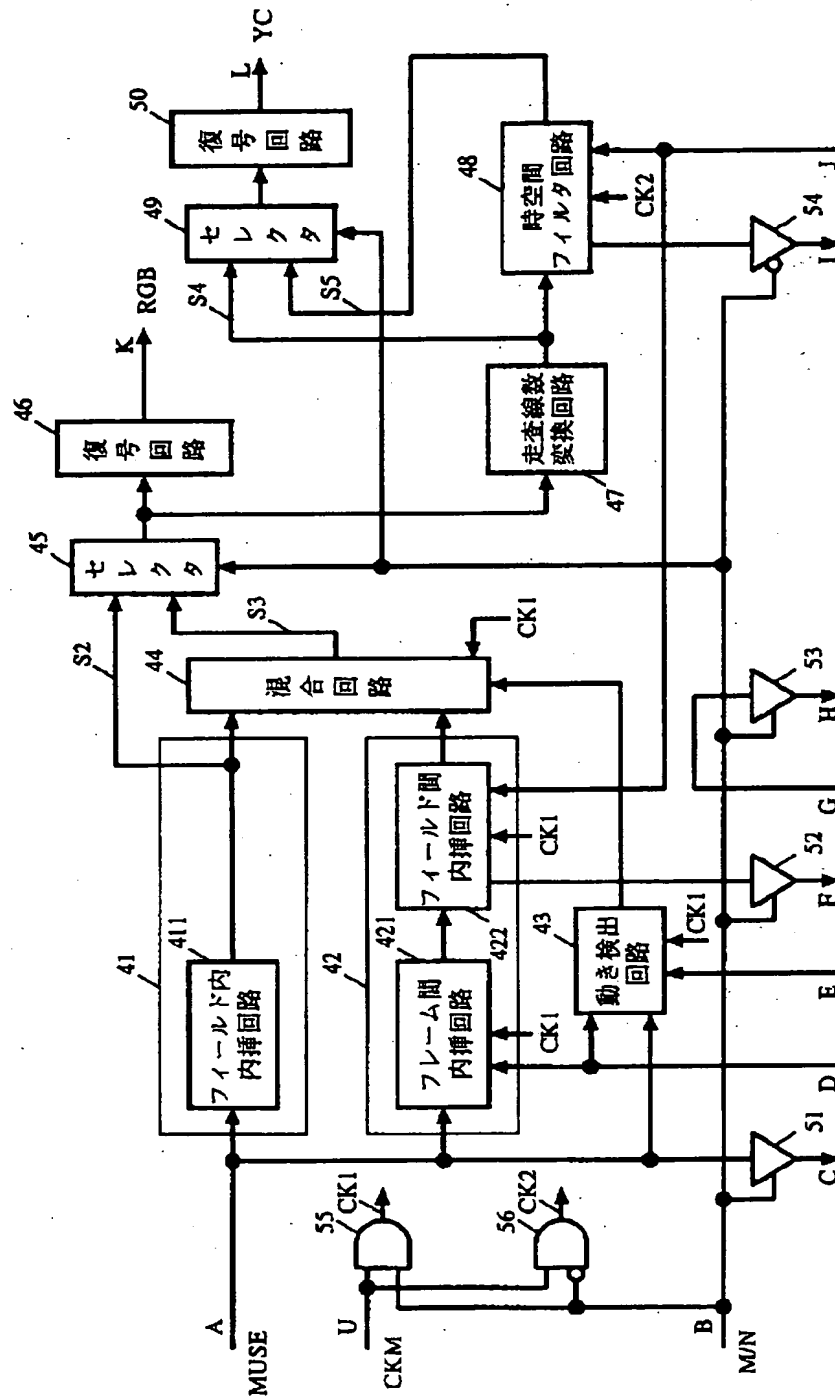 A
MUSE
U
CKM
B
M/N
55
CK1
56
CK2
41
411
フィールド内
内挿回路
S2
42
421
フレーム間
内挿回路
CK1
422
フィールド間
内挿回路
CK1
43
動き検出
回路
CK1
44
混合回路
S3
CK1
45
セレクタ
46
復号
回路
K
RGB
47
走査線数
変換回路
48
時空間
フィルタ回路
CK2
S4
S5
49
セレクタ
50
復号
回路
L
YC
51
C
D
E
52
F
G
53
H
54
I
J